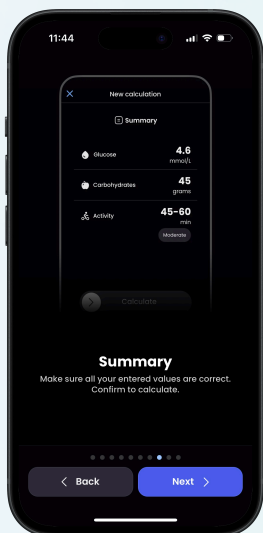 11:44
New calculation
Summary
Glucose
4.6
mmol/L
Carbohydrates
45
grams
Activity
45-60
min
Moderate
Calculate
Summary
Make sure all your entered values are correct.
Confirm to calculate.
Back
Next